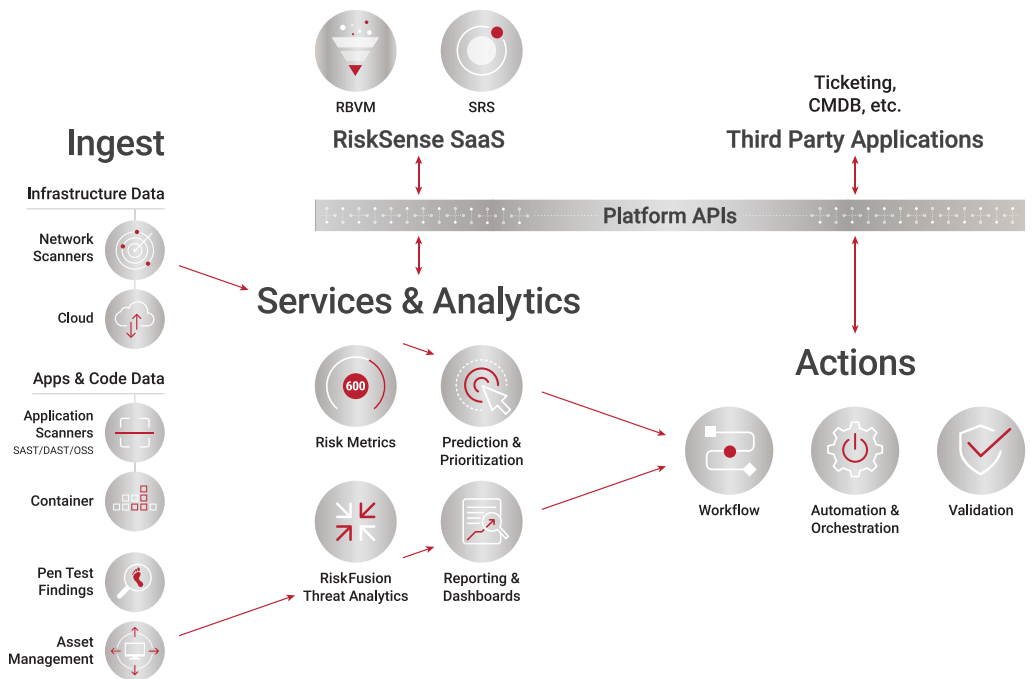 RBVM
SRS
RiskSense SaaS
Ticketing,
CMDB, etc.
Third Party Applications
Platform APIs
Ingest
Infrastructure Data
Network
Scanners
Cloud
Apps & Code Data
Application
Scanners
SAST/DAST/OSS
Container
Pen Test
Findings
Asset
Management
Services & Analytics
600
Risk Metrics
Prediction &
Prioritization
RiskFusion
Threat Analytics
Reporting &
Dashboards
Actions
Workflow
Automation &
Orchestration
Validation